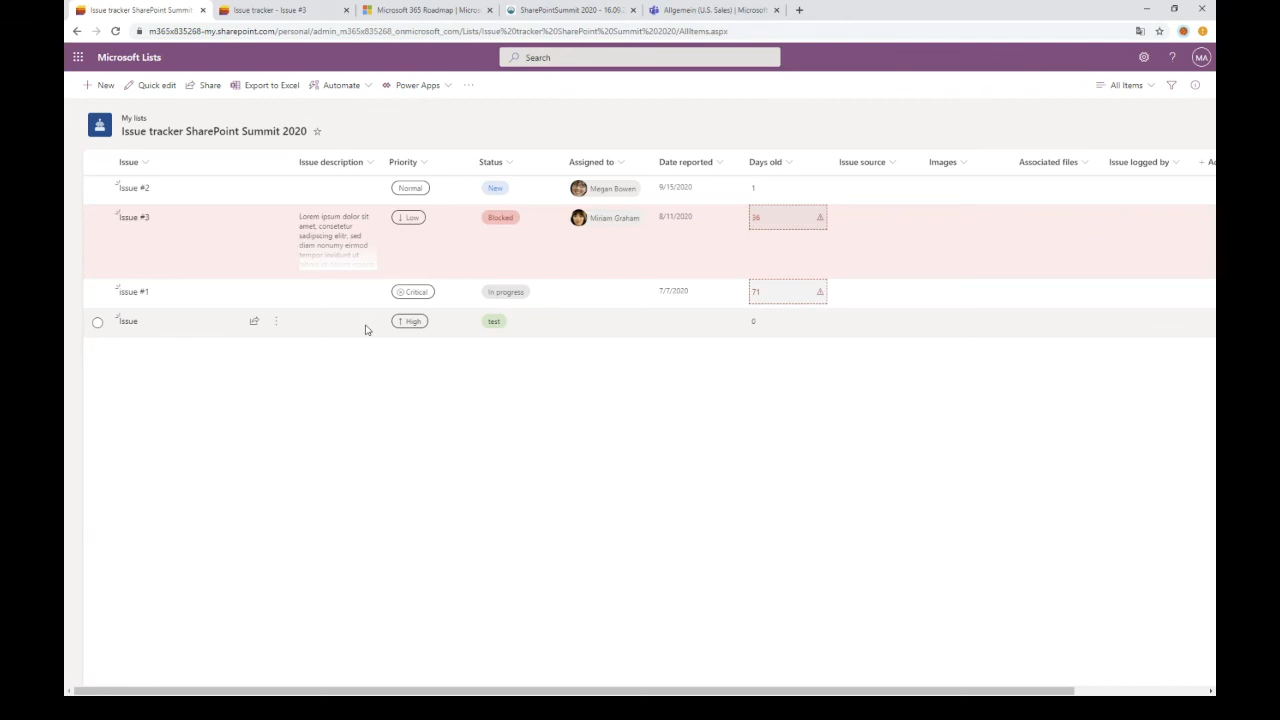 Issue tracker SharePoint Summit
Issue tracker - Issue #3
Microsoft 365 Roadmap | Micros
SharePointSummit 2020 – 16.09.
Allgemein (U.S. Sales) | Microsoft
m365x835268-my.sharepoint.com/personal/admin_m365x835268_onmicrosoft_com/Lists/Issue%20tracker%20SharePoint%20Summit%202020/AllItems.aspx
Microsoft Lists
Search
MA
New
Quick edit
Share
Export to Excel
Automate
Power Apps
All Items
My lists
Issue tracker SharePoint Summit 2020
Issue
Issue description
Priority
Status
Assigned to
Date reported
Days old
Issue source
Images
Associated files
Issue logged by
Issue #2
Normal
New
Megan Bowen
9/15/2020
1
Issue #3
Lorem ipsum dolor sit
amet, consetetur
sadipscing elitr, sed
diam nonumy eirmod
tempor invidunt ut
Low
Blocked
Miriam Graham
8/11/2020
36
Issue #1
Critical
In progress
7/7/2020
71
Issue
High
test
0